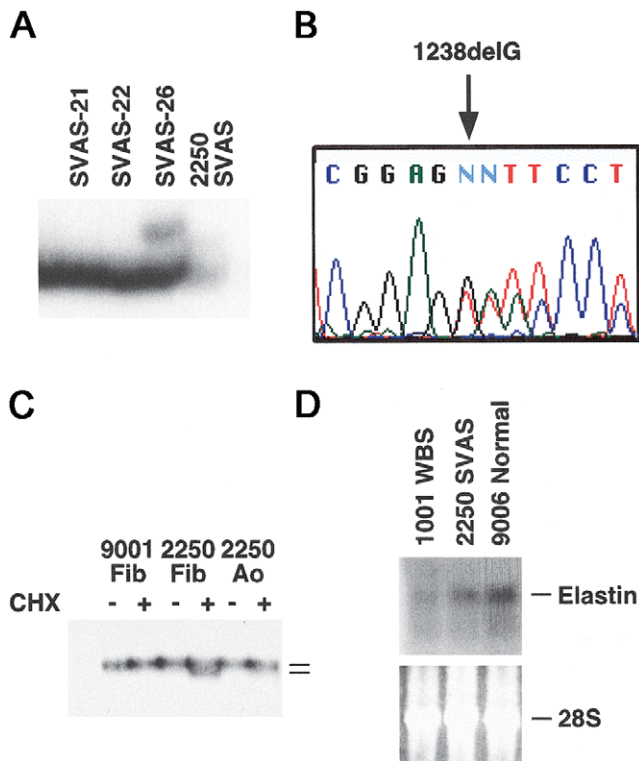 A
SVAS-21
SVAS-22
SVAS-26
2250
SVAS
B
1238delG
C G G A G N N T T C C T
C
9001 2250 2250
Fib Fib Ao
CHX - + - + - +
D
1001 WBS
2250 SVAS
9006 Normal
Elastin
28S